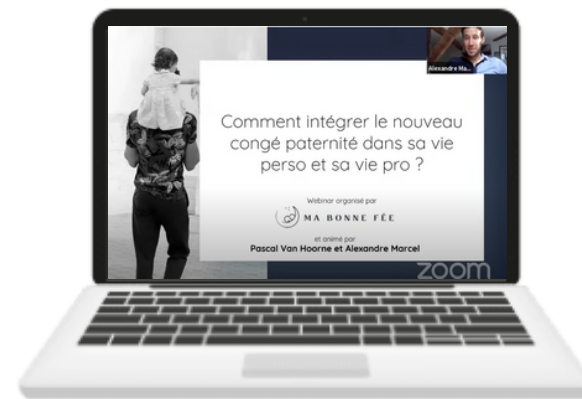 Alexandre Ma...
Comment intégrer le nouveau
congé paternité dans sa vie
perso et sa vie pro ?
Webinar organisé par
MA BONNE FÉE
et animé par
Pascal Van Hoorne et Alexandre Marcel
zoom